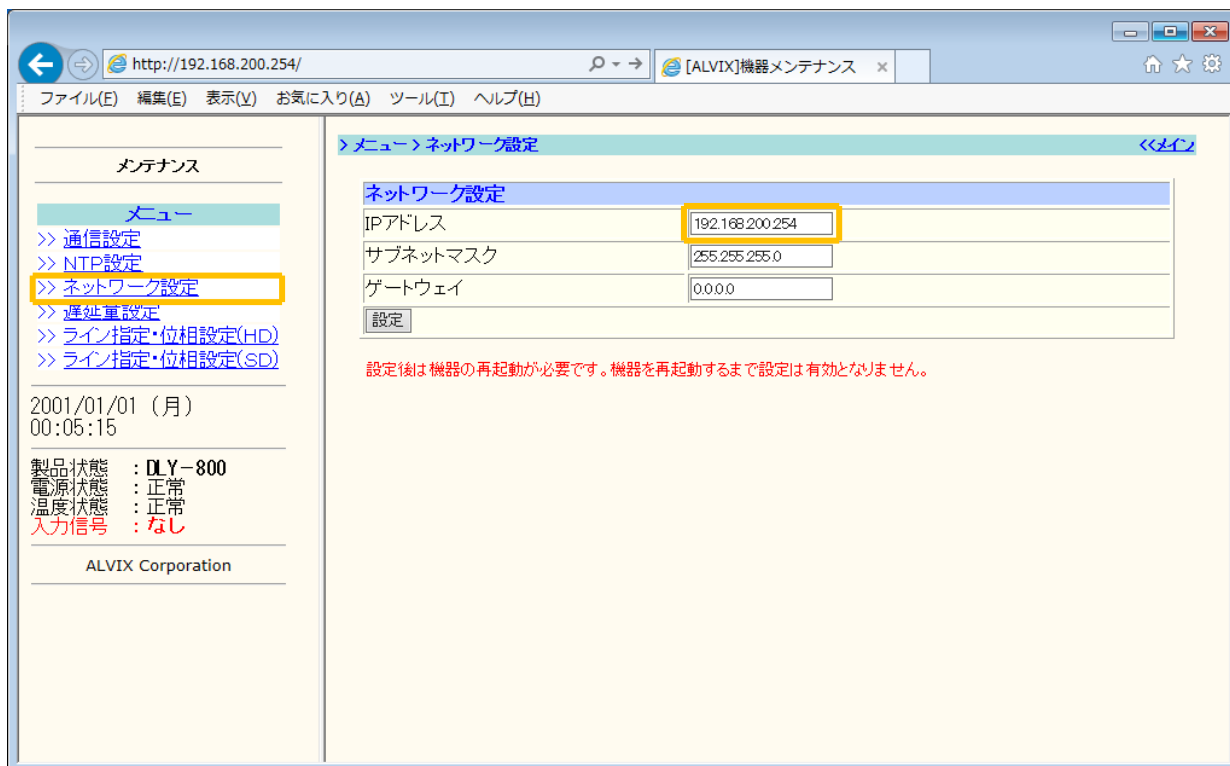 http://192.168.200.254/
[ALVIX]機器メンテナンス
ファイル(F) 編集(E) 表示(V) お気に入り(A) ツール(T) ヘルプ(H)
メンテナンス
メニュー
>> 通信設定
>> NTP設定
>> ネットワーク設定
>> 遅延量設定
>> ライン指定・位相設定(HD)
>> ライン指定・位相設定(SD)
2001/01/01 (月)
00:05:15
製品状態 :DLY-800
電源状態 :正常
温度状態 :正常
入力信号 :なし
ALVIX Corporation
> メニュー > ネットワーク設定 <<メイン
ネットワーク設定
IPアドレス 192.168.200.254
サブネットマスク 255.255.255.0
ゲートウェイ 0.0.0.0
設定
設定後は機器の再起動が必要です。機器を再起動するまで設定は有効となりません。